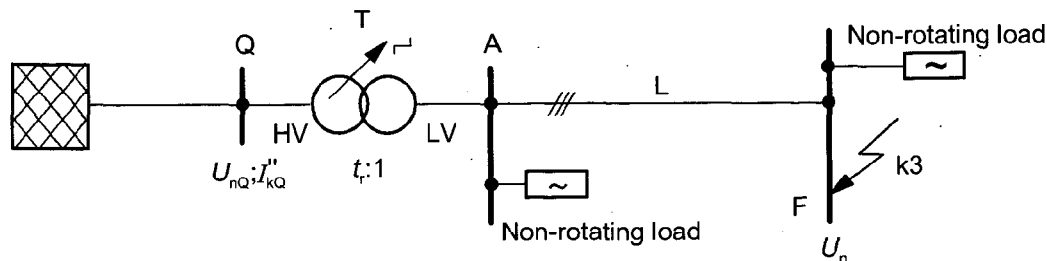 T
Q
A
Non-rotating load
~
L
HV
LV
U_nQ; I''_kQ
t_r:1
~
Non-rotating load
k3
F
U_n